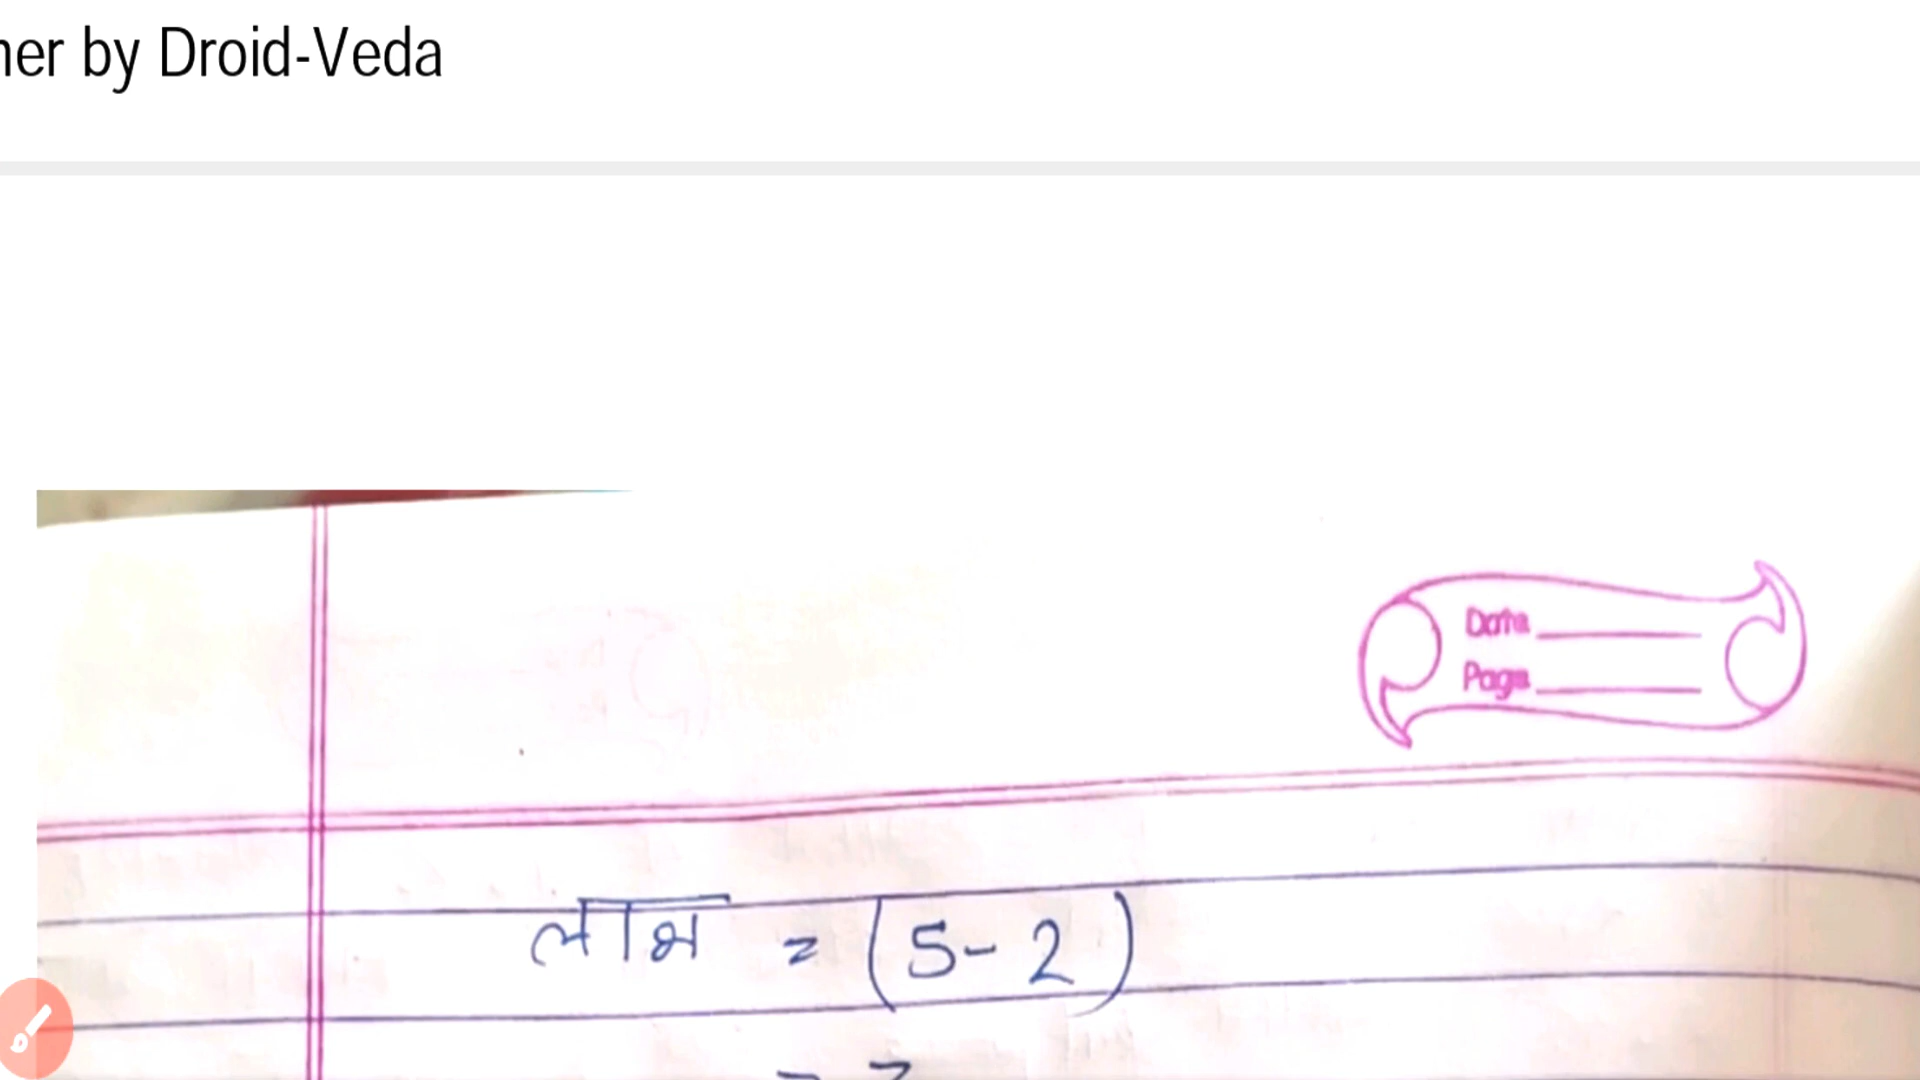 ner by Droid-Veda
Date
Page
लाभ = (5-2)